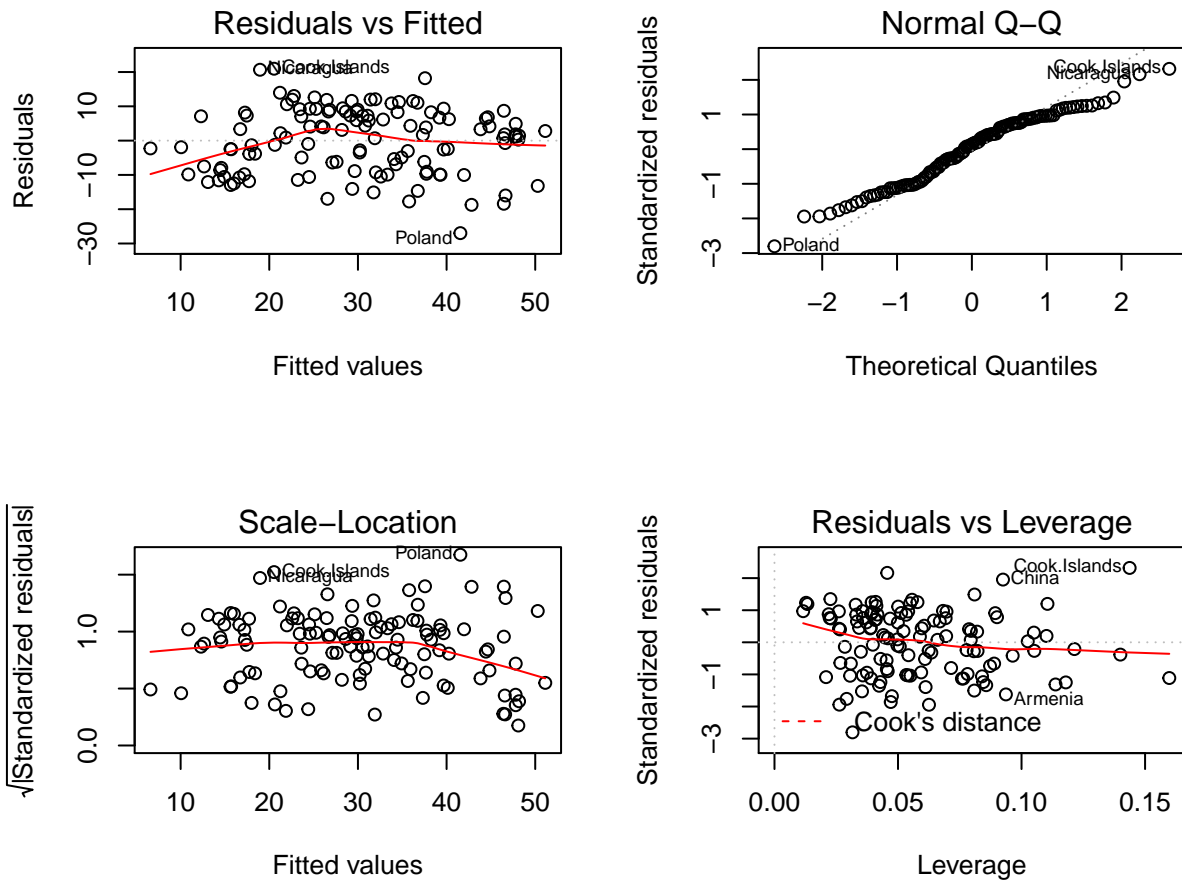 Residuals vs Fitted
Residuals
Nicaragua
Cook.Islands
Poland
−30
−10
10
10 20 30 40 50
Fitted values
Normal Q−Q
Standardized residuals
Cook.Islands
Nicaragua
Poland
−3
−1
1
−2 −1 0 1 2
Theoretical Quantiles
Scale−Location
√|Standardized residuals|
Poland
Cook.Islands
Nicaragua
0.0
1.0
10 20 30 40 50
Fitted values
Residuals vs Leverage
Standardized residuals
Cook.Islands
China
Armenia
Cook's distance
−3
−1
1
0.00 0.05 0.10 0.15
Leverage